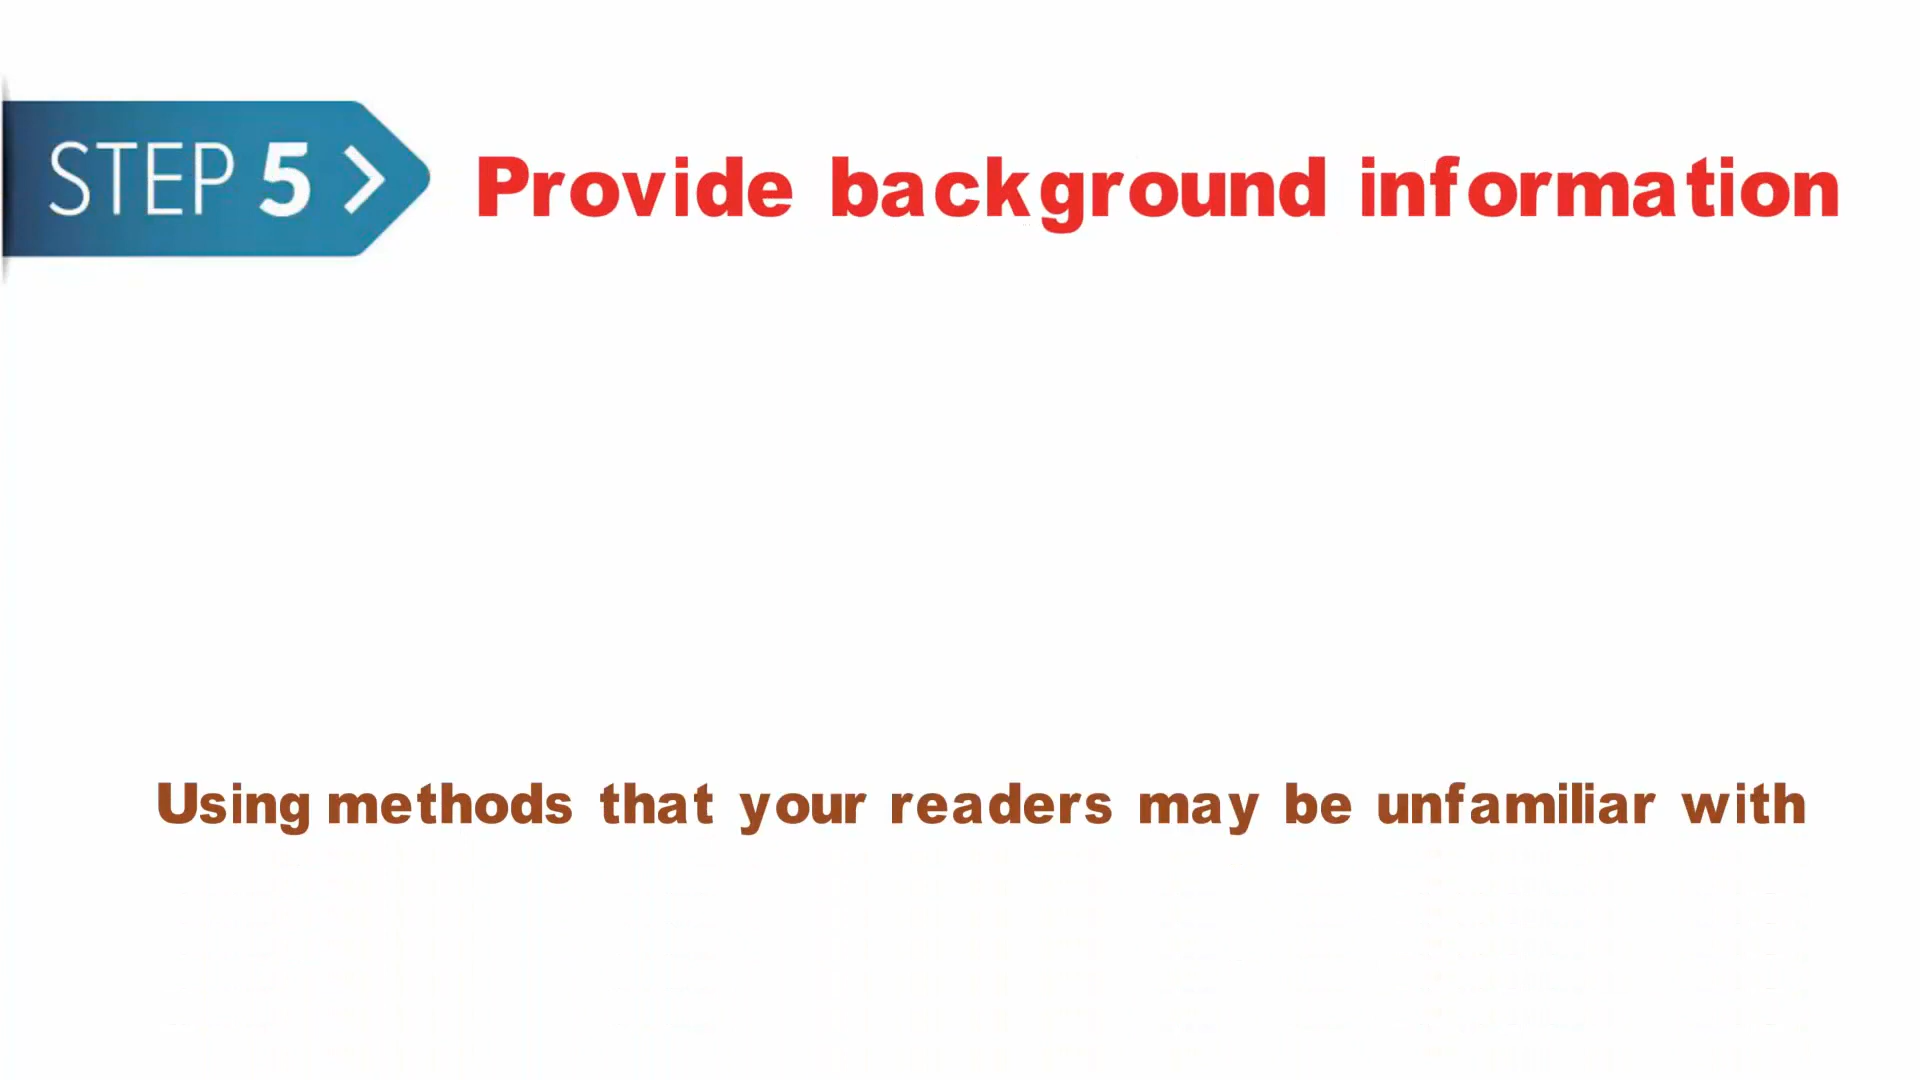 STEP 5 > Provide background information
Using methods that your readers may be unfamiliar with